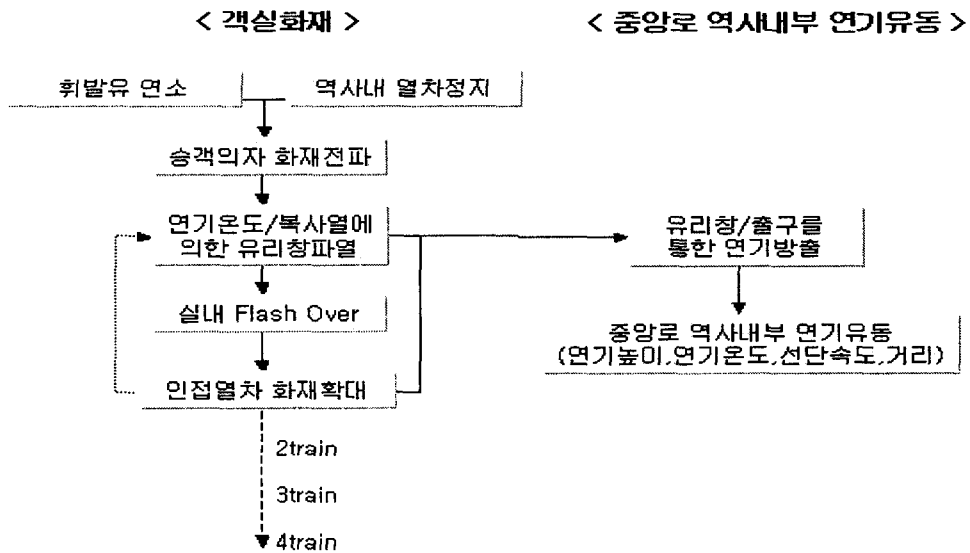 < 객실화재 >
< 중앙로 역사내부 연기유동 >
휘발유 연소
역사내 열차정지
승객의자 화재전파
연기온도/복사열에
의한 유리창파열
유리창/출구를
통한 연기방출
실내 Flash Over
중앙로 역사내부 연기유동
(연기높이,연기온도,선단속도,거리)
인접열차 화재확대
2train
3train
4train